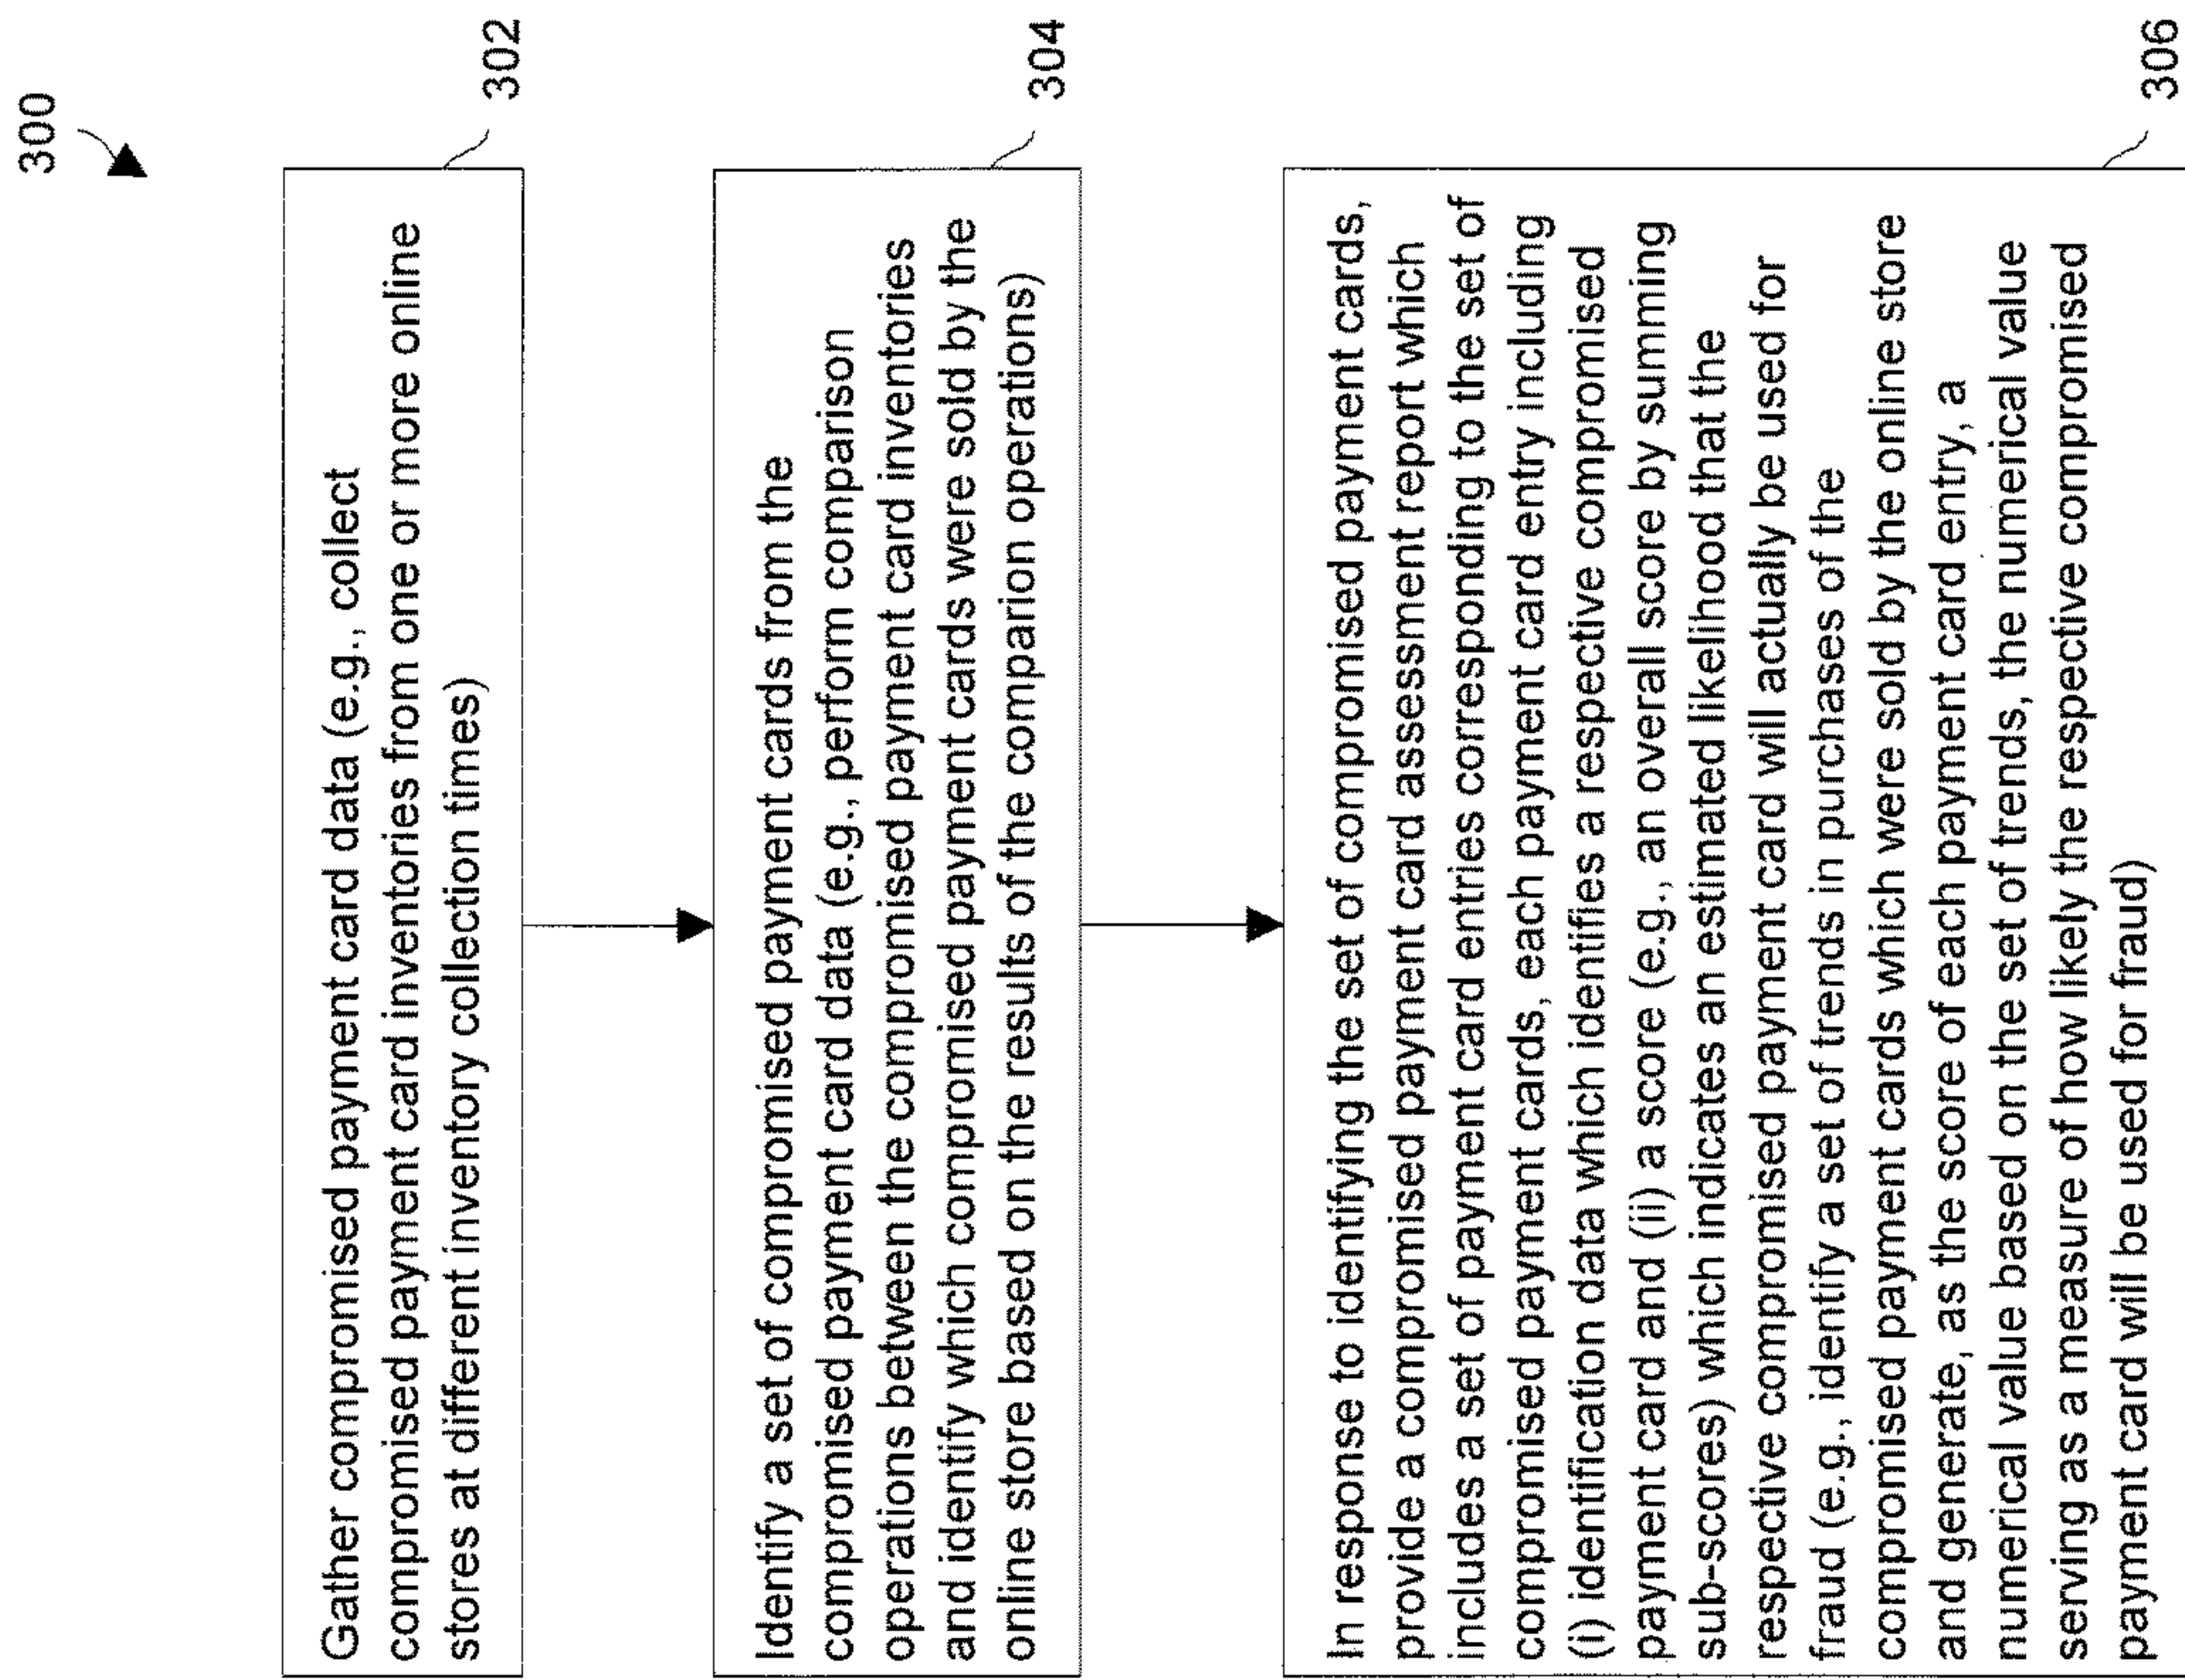 300
Gather compromised payment card data (e.g., collect
compromised payment card inventories from one or more online
stores at different inventory collection times)
302
Identify a set of compromised payment cards from the
compromised payment card data (e.g., perform comparison
operations between the compromised payment card inventories
and identify which compromised payment cards were sold by the
online store based on the results of the comparion operations)
304
In response to identifying the set of compromised payment cards,
provide a compromised payment card assessment report which
includes a set of payment card entries corresponding to the set of
compromised payment cards, each payment card entry including
(i) identification data which identifies a respective compromised
payment card and (ii) a score (e.g., an overall score by summing
sub-scores) which indicates an estimated likelihood that the
respective compromised payment card will actually be used for
fraud (e.g., identify a set of trends in purchases of the
compromised payment cards which were sold by the online store
and generate, as the score of each payment card entry, a
numerical value based on the set of trends, the numerical value
serving as a measure of how likely the respective compromised
payment card will be used for fraud)
306